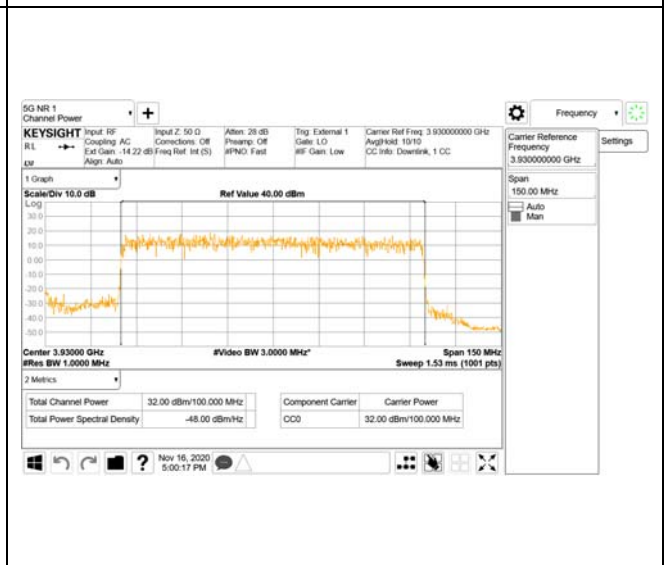 5G NR 1
Channel Power
+
Frequency
KEYSIGHT Input: RF Input Z: 50 Ω Atten: 28 dB Trig: External 1 Carrier Ref Freq: 3.930000000 GHz
RL Coupling: AC Corrections: Off Preamp: Off Gate: LO Avg|Hold: 10/10
Ext Gain: -14.22 dB Freq Ref: Int (S) #PNO: Fast #IF Gain: Low CC Info: Downlink, 1 CC
Align: Auto
Carrier Reference
Frequency
3.930000000 GHz
Settings
Span
150.00 MHz
Auto
Man
1 Graph
Scale/Div 10.0 dB Ref Value 40.00 dBm
Log
30.0
20.0
10.0
0.00
-10.0
-20.0
-30.0
-40.0
-50.0
Center 3.93000 GHz #Video BW 3.0000 MHz* Span 150 MHz
#Res BW 1.0000 MHz Sweep 1.53 ms (1001 pts)
2 Metrics
Total Channel Power 32.00 dBm/100.000 MHz Component Carrier Carrier Power
Total Power Spectral Density -48.00 dBm/Hz CC0 32.00 dBm/100.000 MHz
? Nov 16, 2020
5:00:17 PM